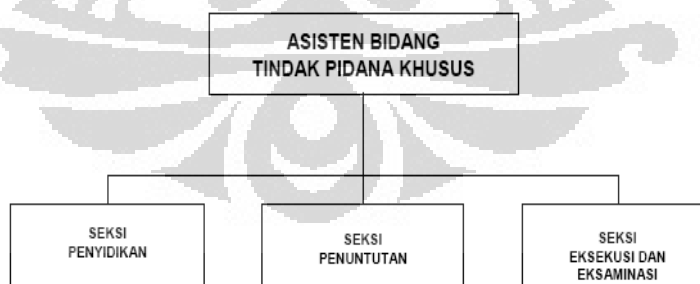 ASISTEN BIDANG
TINDAK PIDANA KHUSUS
SEKSI
PENYIDIKAN
SEKSI
PENUNTUTAN
SEKSI
EKSEKUSI DAN
EKSAMINASI